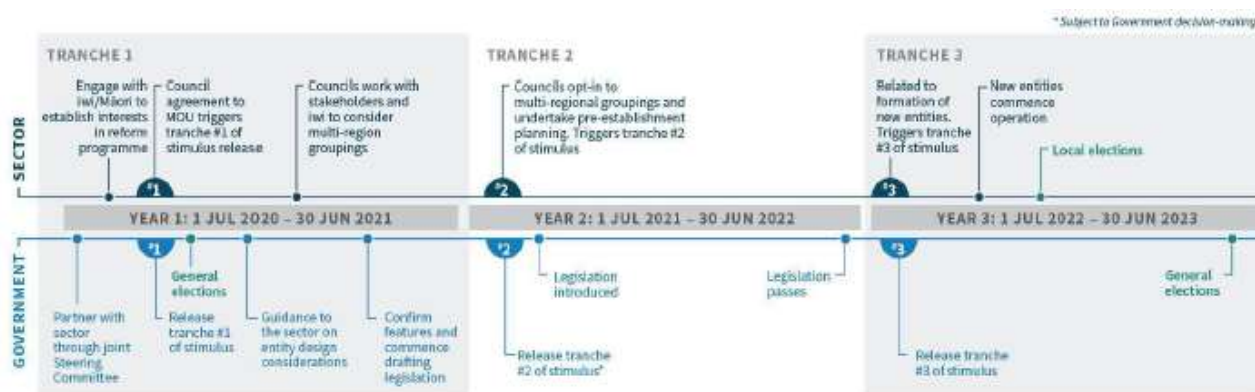 * Subject to Government decision-making
TRANCHE 1
TRANCHE 2
TRANCHE 3
SECTOR
Engage with
iwi/Māori to
establish interests
in reform
programme
Council
agreement to
MOU triggers
tranche #1 of
stimulus release
Councils work with
stakeholders and
iwi to consider
multi-region
groupings
Councils opt-in to
multi-regional groupings and
undertake pre-establishment
planning. Triggers tranche #2
of stimulus
Related to
formation of
new entities.
Triggers tranche
#3 of stimulus
New entities
commence
operation
Local elections
#1
#2
#3
YEAR 1: 1 JUL 2020 – 30 JUN 2021
YEAR 2: 1 JUL 2021 – 30 JUN 2022
YEAR 3: 1 JUL 2022 – 30 JUN 2023
GOVERNMENT
#1
#2
#3
Partner with
sector
through joint
Steering
Committee
Release
tranche #1
of stimulus
General
elections
Guidance to
the sector on
entity design
considerations
Confirm
features and
commence
drafting
legislation
Release tranche
#2 of stimulus*
Legislation
introduced
Legislation
passes
Release tranche
#3 of stimulus
General
elections